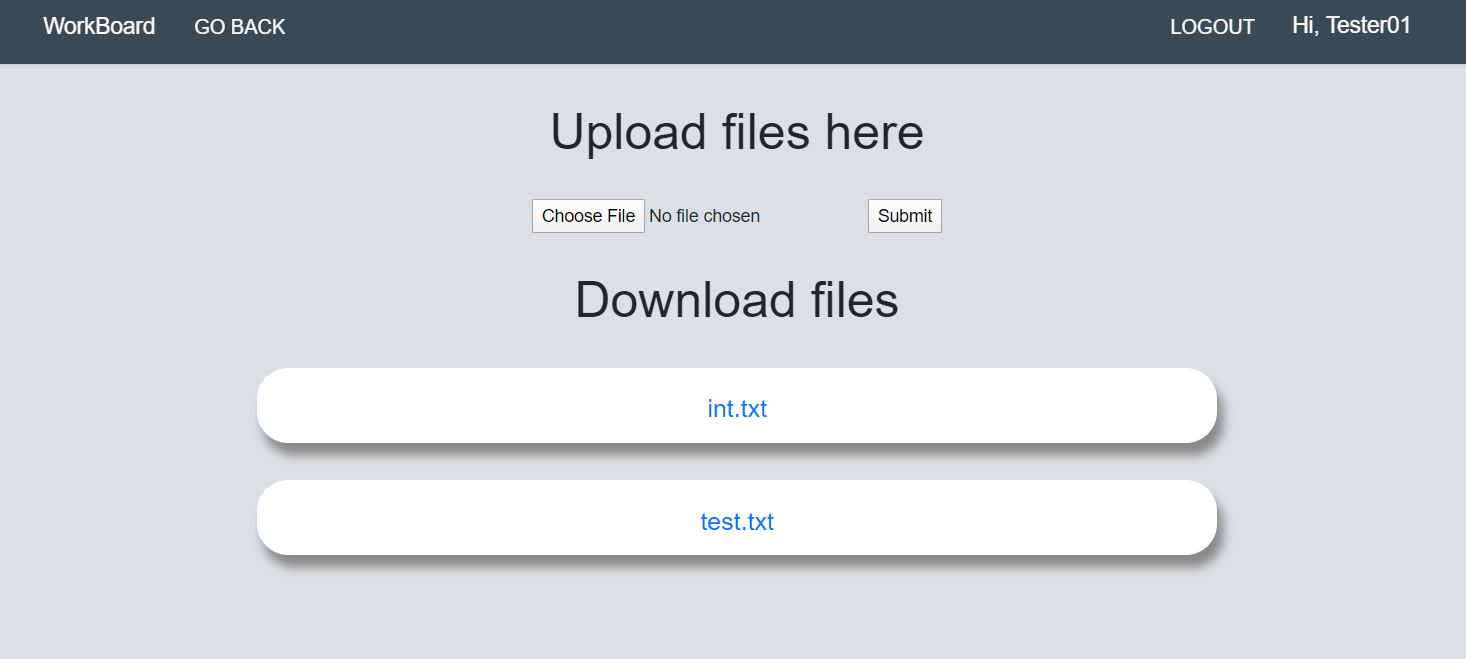 WorkBoard GO BACK LOGOUT Hi, Tester01
Upload files here
Choose File No file chosen Submit
Download files
int.txt
test.txt